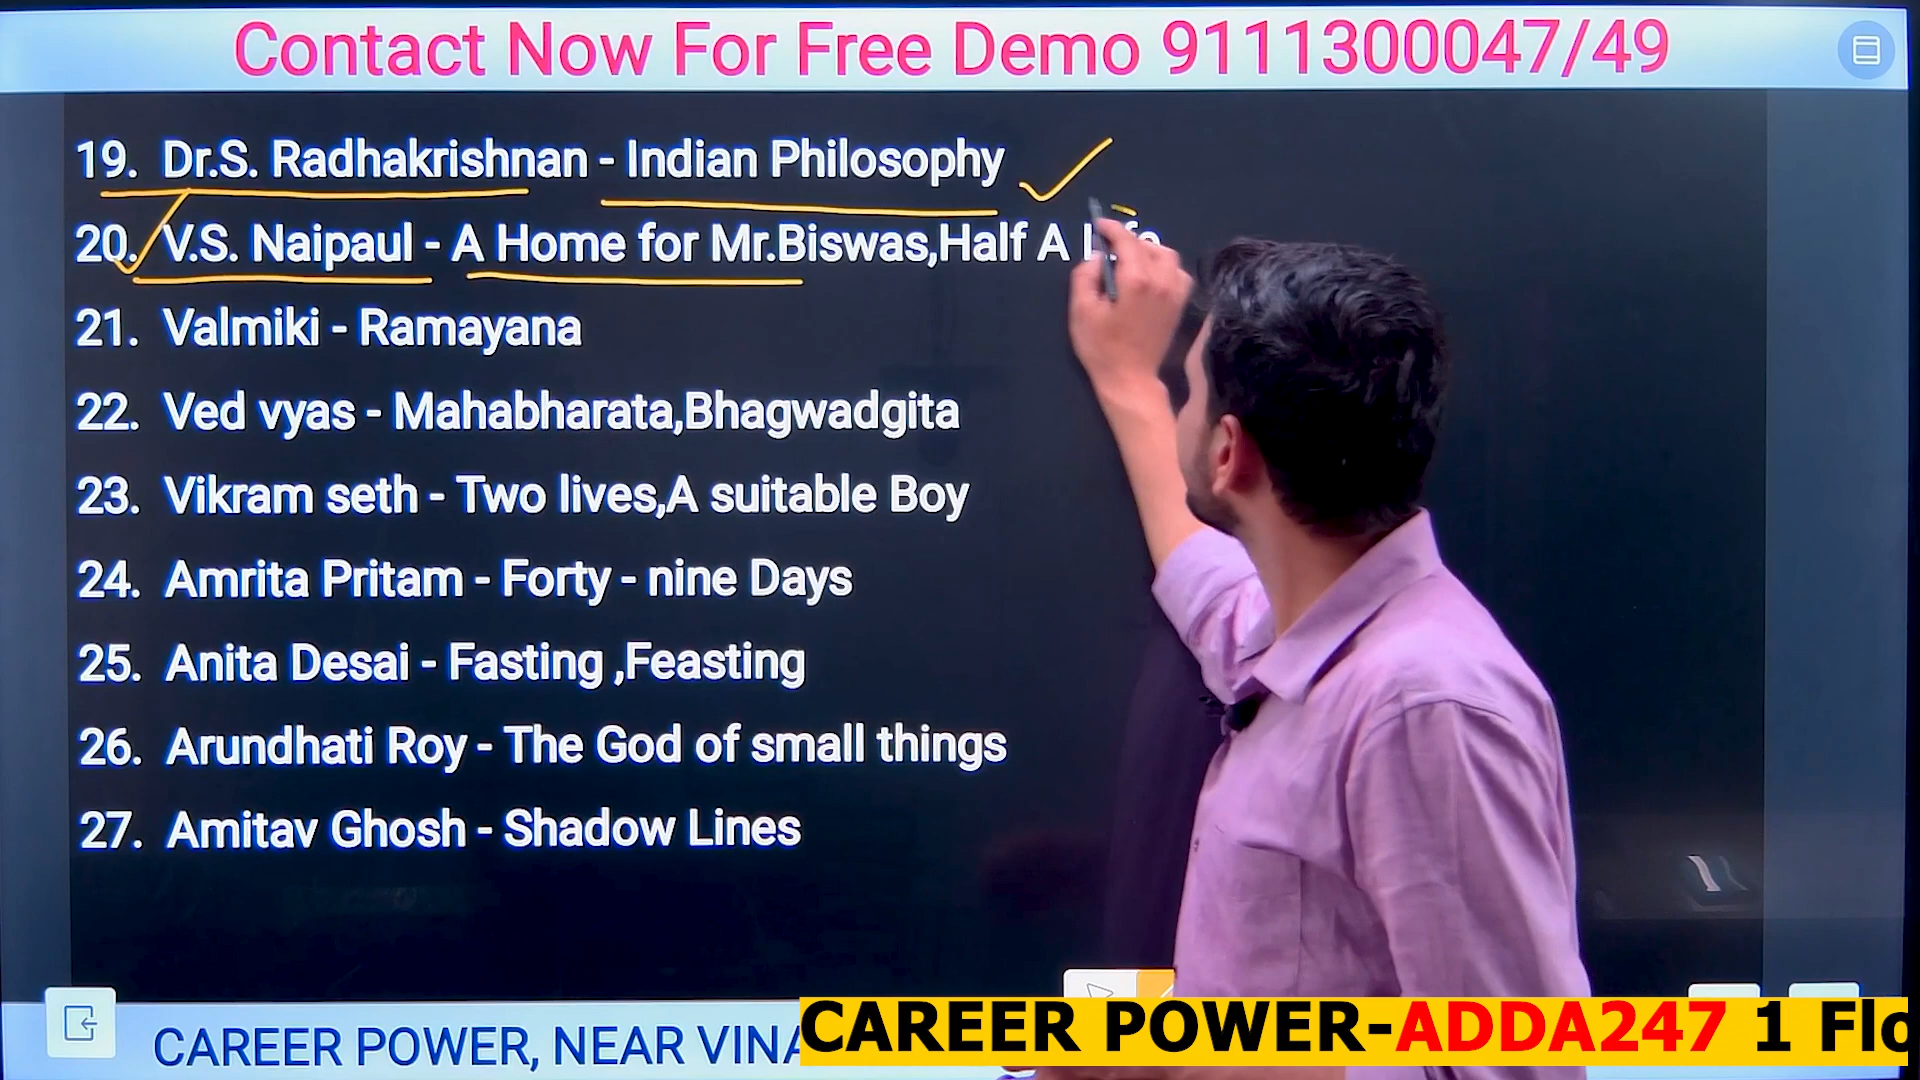 Contact Now For Free Demo 9111300047/49
19. Dr.S. Radhakrishnan - Indian Philosophy
20. V.S. Naipaul - A Home for Mr.Biswas,Half A
21. Valmiki - Ramayana
22. Ved vyas - Mahabharata,Bhagwadgita
23. Vikram seth - Two lives,A suitable Boy
24. Amrita Pritam - Forty - nine Days
25. Anita Desai - Fasting ,Feasting
26. Arundhati Roy - The God of small things
27. Amitav Ghosh - Shadow Lines
CAREER POWER, NEAR
CAREER POWER-ADDA247 1